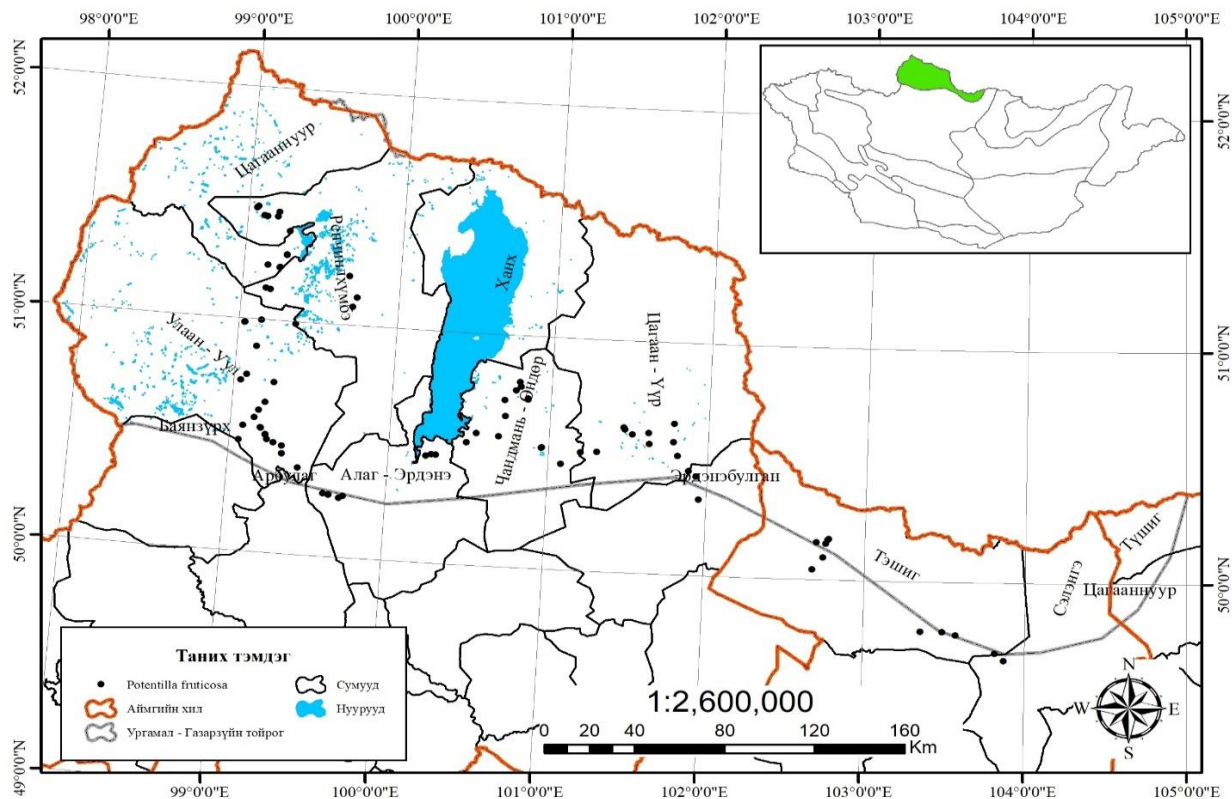 98°0'0"E
99°0'0"E
100°0'0"E
101°0'0"E
102°0'0"E
103°0'0"E
104°0'0"E
105°0'0"E
52°0'0"N
52°0'0"N
51°0'0"N
51°0'0"N
50°0'0"N
50°0'0"N
49°0'0"N
Цагааннуур
Рэнчинлхүмбэ
Ханх
Улаан - Уул
Цагаан - Үүр
Чандмань - Өндөр
Баянзүрх
Арбулаг
Алаг - Эрдэнэ
Эрдэнэбулган
Тэшиг
Сэлэнгэ
Түшиг
Цагааннуур
Таних тэмдэг
Potentilla fruticosa
Сумууд
Аймгийн хил
Нуурууд
Ургамал - Газарзүйн тойрог
1:2,600,000
0 20 40 80 120 160
Km
N
W E
S
99°0'0"E
100°0'0"E
101°0'0"E
102°0'0"E
103°0'0"E
104°0'0"E
105°0'0"E